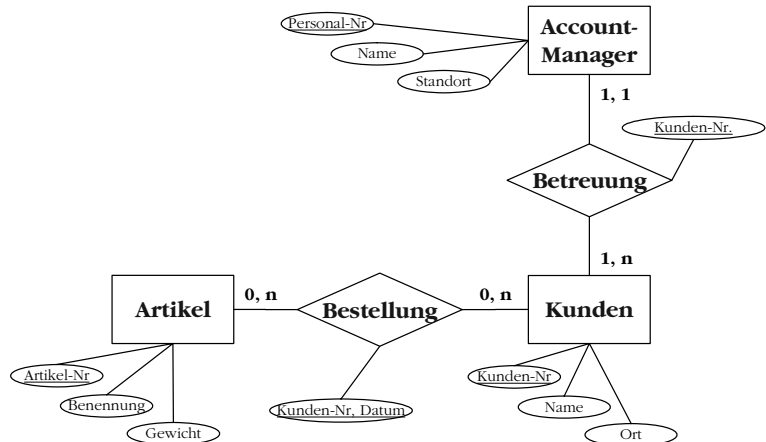 Personal-Nr
Account-
Manager
Name
Standort
1, 1
Kunden-Nr.
Betreuung
1, n
Artikel
0, n
Bestellung
0, n
Kunden
Artikel-Nr
Benennung
Gewicht
Kunden-Nr, Datum
Kunden-Nr
Name
Ort